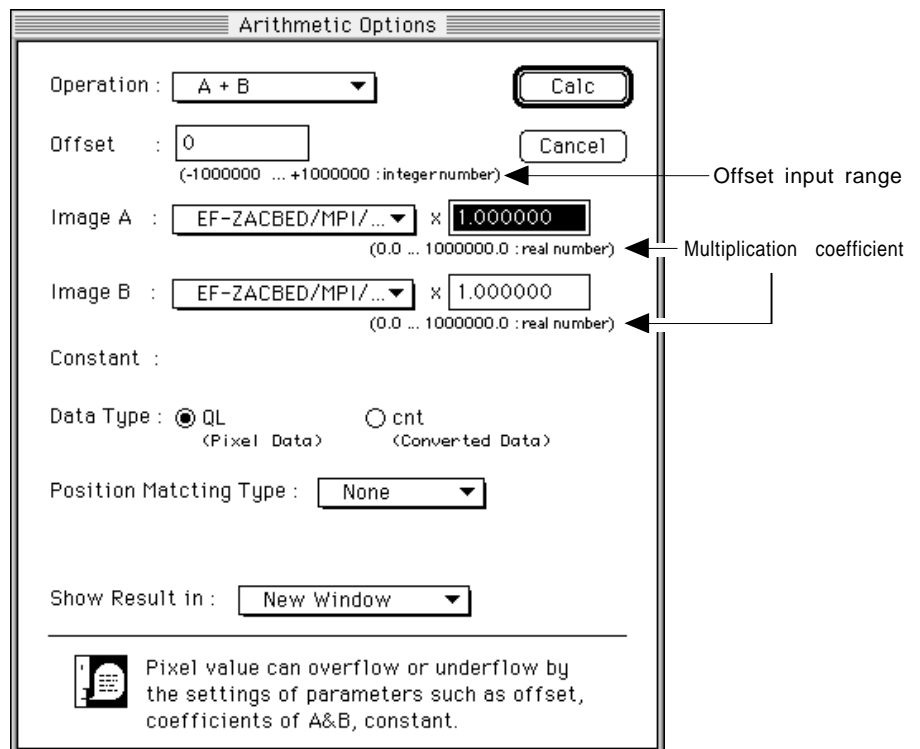 Arithmetic Options
Operation : A + B Calc
Offset : 0 Cancel
(-1000000 ... +1000000 : integer number) Offset input range
Image A : EF-ZACBED/MPI/... x 1.000000
(0.0 ... 1000000.0 : real number) Multiplication coefficient
Image B : EF-ZACBED/MPI/... x 1.000000
(0.0 ... 1000000.0 : real number)
Constant :
Data Type : QL cnt
(Pixel Data) (Converted Data)
Position Matcting Type : None
Show Result in : New Window
Pixel value can overflow or underflow by
the settings of parameters such as offset,
coefficients of A&B, constant.